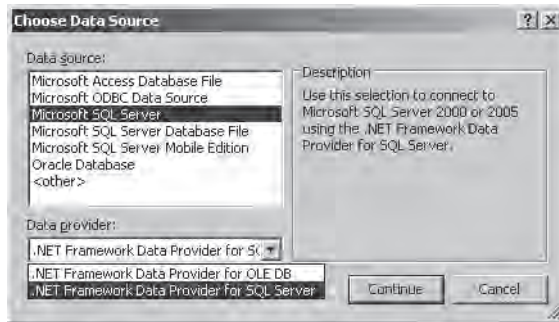 Choose Data Source
Data source:
Microsoft Access Database File
Microsoft ODBC Data Source
Microsoft SQL Server
Microsoft SQL Server Database File
Microsoft SQL Server Mobile Edition
Oracle Database
<other>
Description
Use this selection to connect to
Microsoft SQL Server 2000 or 2005
using the .NET Framework Data
Provider for SQL Server.
Data provider:
.NET Framework Data Provider for
.NET Framework Data Provider for OLE DB
.NET Framework Data Provider for SQL Server
Continue
Cancel